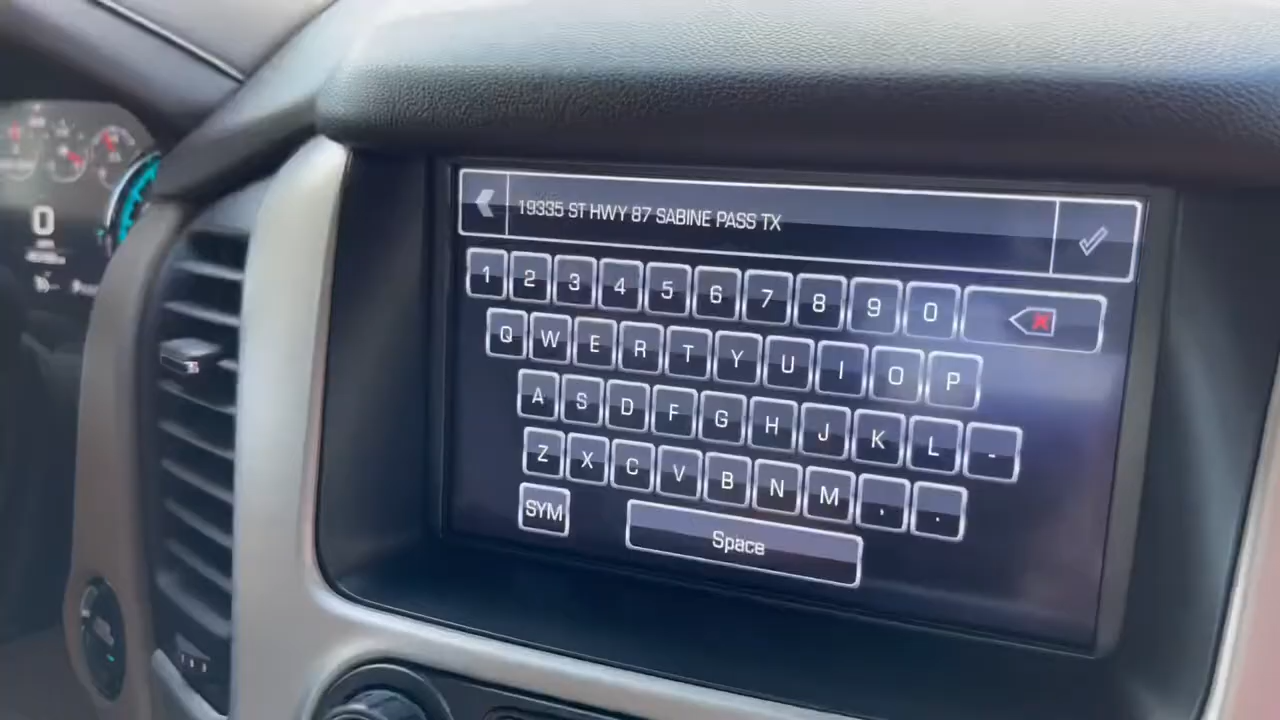 19335 ST HWY 87 SABINE PASS TX
1 2 3 4 5 6 7 8 9 0
Q W E R T Y U I O P
A S D F G H J K L -
Z X C V B N M , .
SYM Space
0